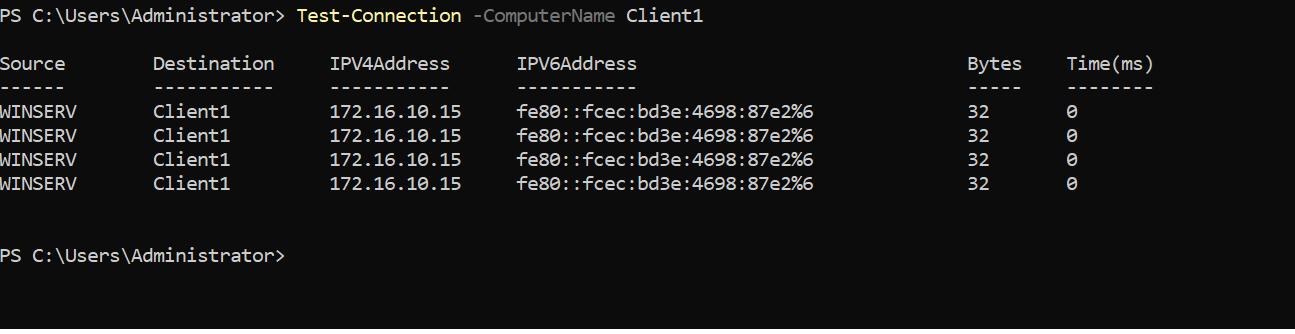 PS C:\Users\Administrator> Test-Connection -ComputerName Client1
Source        Destination     IPV4Address      IPV6Address                              Bytes    Time(ms)
------        -----------     -----------      -----------                              -----    --------
WINSERV       Client1         172.16.10.15     fe80::fcec:bd3e:4698:87e2%6              32       0
WINSERV       Client1         172.16.10.15     fe80::fcec:bd3e:4698:87e2%6              32       0
WINSERV       Client1         172.16.10.15     fe80::fcec:bd3e:4698:87e2%6              32       0
WINSERV       Client1         172.16.10.15     fe80::fcec:bd3e:4698:87e2%6              32       0
PS C:\Users\Administrator>